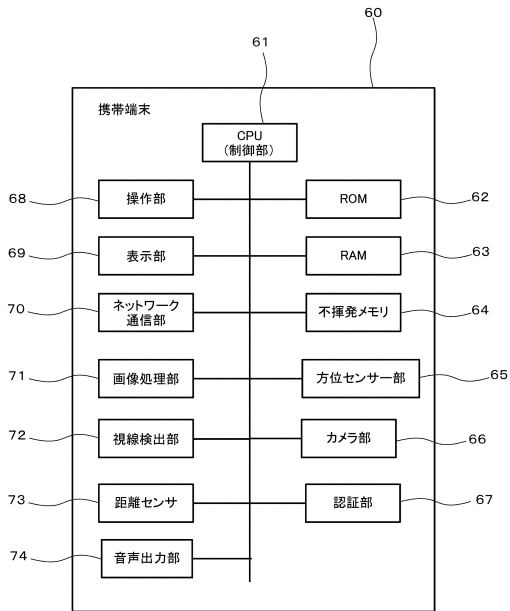 60
61
携帯端末
CPU
(制御部)
68
操作部
ROM
62
69
表示部
RAM
63
70
ネットワーク
通信部
不揮発メモリ
64
71
画像処理部
方位センサー部
65
72
視線検出部
カメラ部
66
73
距離センサ
認証部
67
74
音声出力部